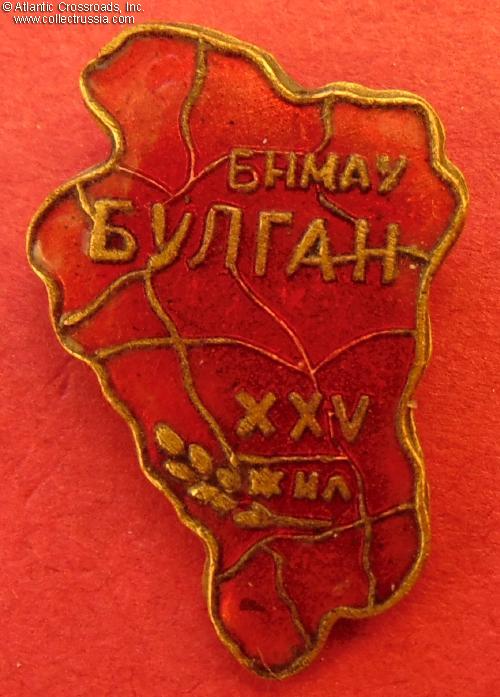 © Atlantic Crossroads, Inc.
www.collectrussia.com
БНМАУ
БУЛГАН
XXV
ЖИЛ